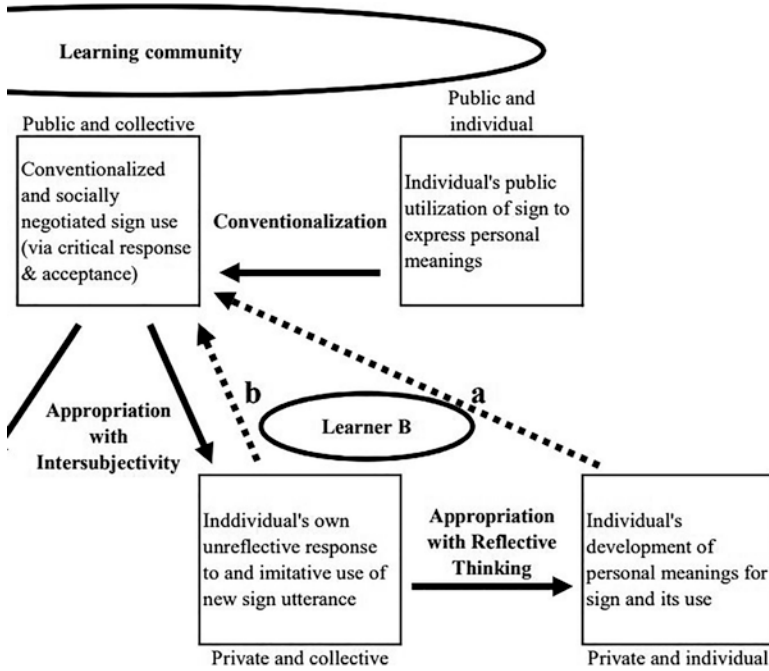 Learning community
Public and collective
Public and
individual
Conventionalized
and socially
negotiated sign use
(via critical response
& acceptance)
Conventionalization
Individual's public
utilization of sign to
express personal
meanings
b
a
Appropriation
with
Intersubjectivity
Learner B
Inddividual's own
unreflective response
to and imitative use of
new sign utterance
Appropriation
with Reflective
Thinking
Individual's
development of
personal meanings for
sign and its use
Private and collective
Private and individual